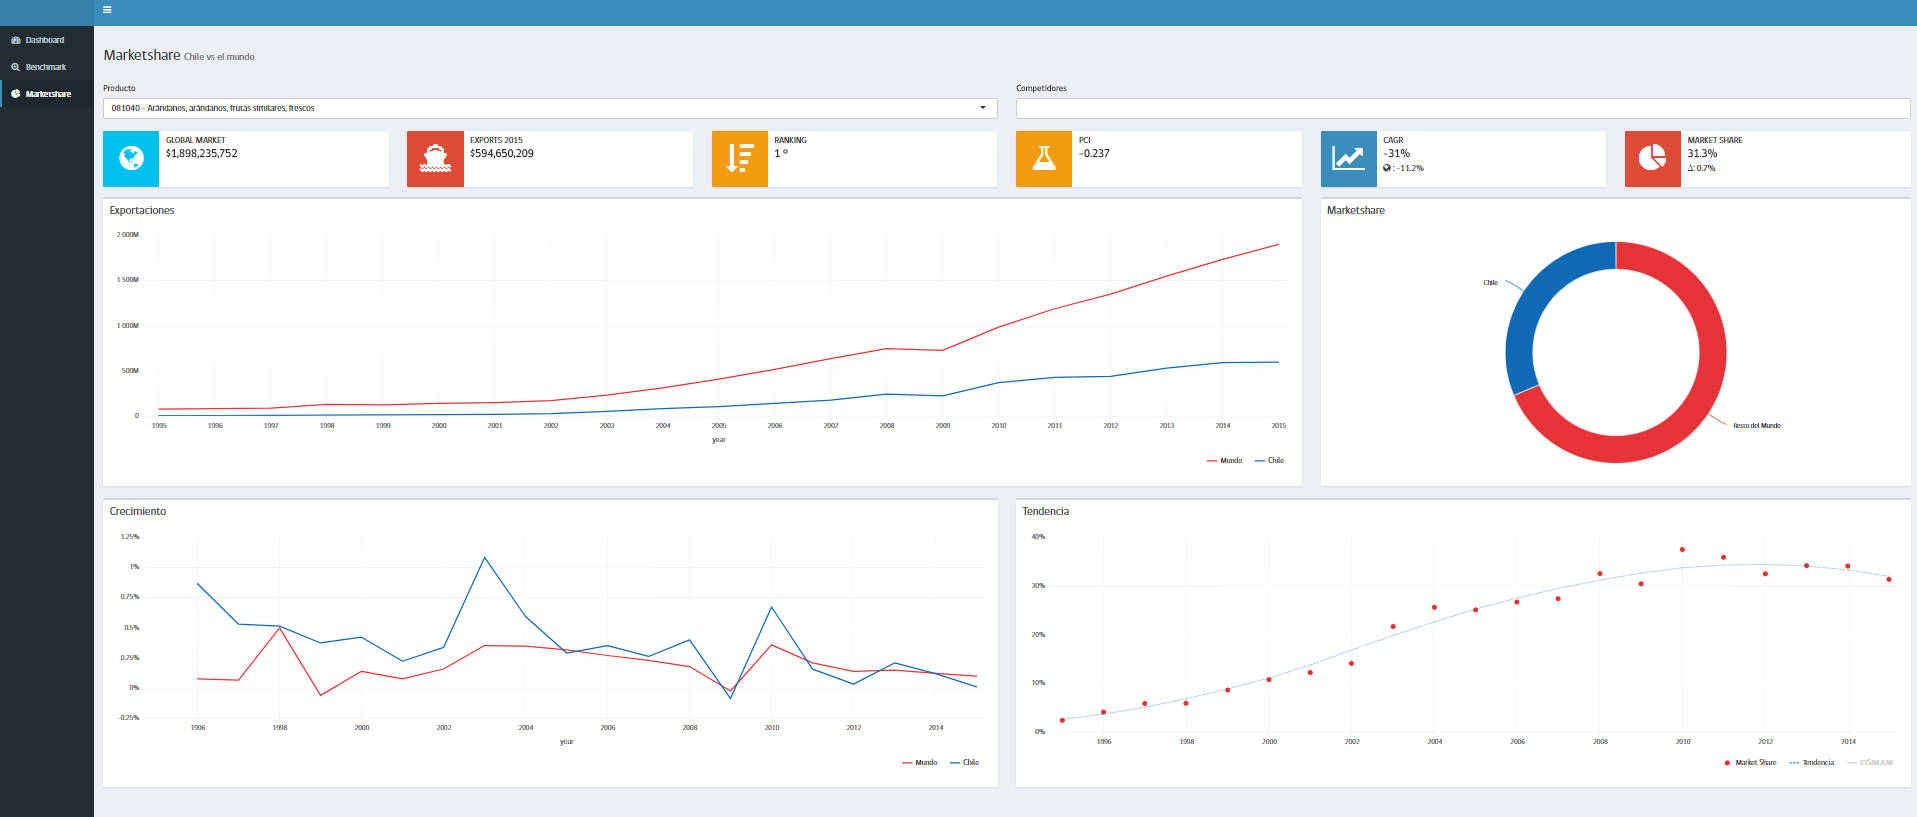 Dashboard
Benchmark
Marketshare
Marketshare Chile vs el mundo
Producto
081040 - Arándanos, arándanos, frutas similares, frescos
Competidores
GLOBAL MARKET
$1,898,235,752
EXPORTS 2015
$594,650,209
RANKING
1 º
PCI
-0.237
CAGR
-31%
: -11.2%
MARKET SHARE
31.3%
Δ: 0.7%
Exportaciones
2 000M
1 500M
1 000M
500M
0
1995 1996 1997 1998 1999 2000 2001 2002 2003 2004 2005 2006 2007 2008 2009 2010 2011 2012 2013 2014 2015
year
Mundo Chile
Marketshare
Chile
Resto del Mundo
Crecimiento
1.25%
1%
0.75%
0.5%
0.25%
0%
-0.25%
1996 1998 2000 2002 2004 2006 2008 2010 2012 2014
year
Mundo Chile
Tendencia
40%
30%
20%
10%
0%
1996 1998 2000 2002 2004 2006 2008 2010 2012 2014
Market Share Tendencia